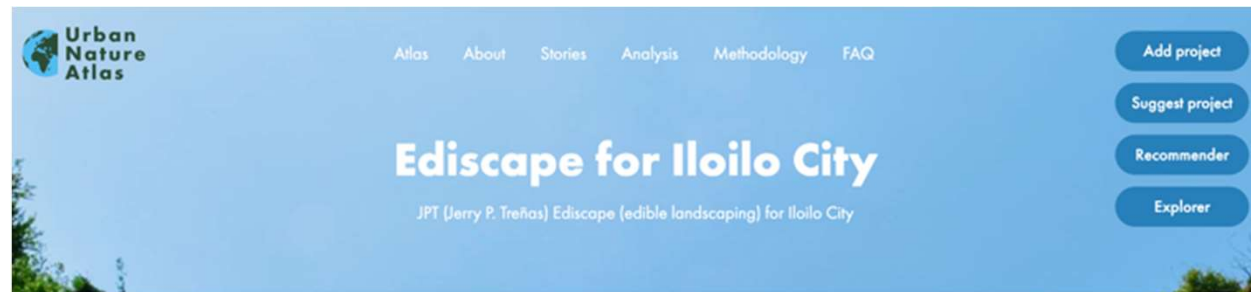 Urban
Nature
Atlas
Atlas About Stories Analysis Methodology FAQ
Add project
Suggest project
Recommender
Explorer
Ediscape for Iloilo City
JPT (Jerry P. Treñas) Ediscape (edible landscaping) for Iloilo City